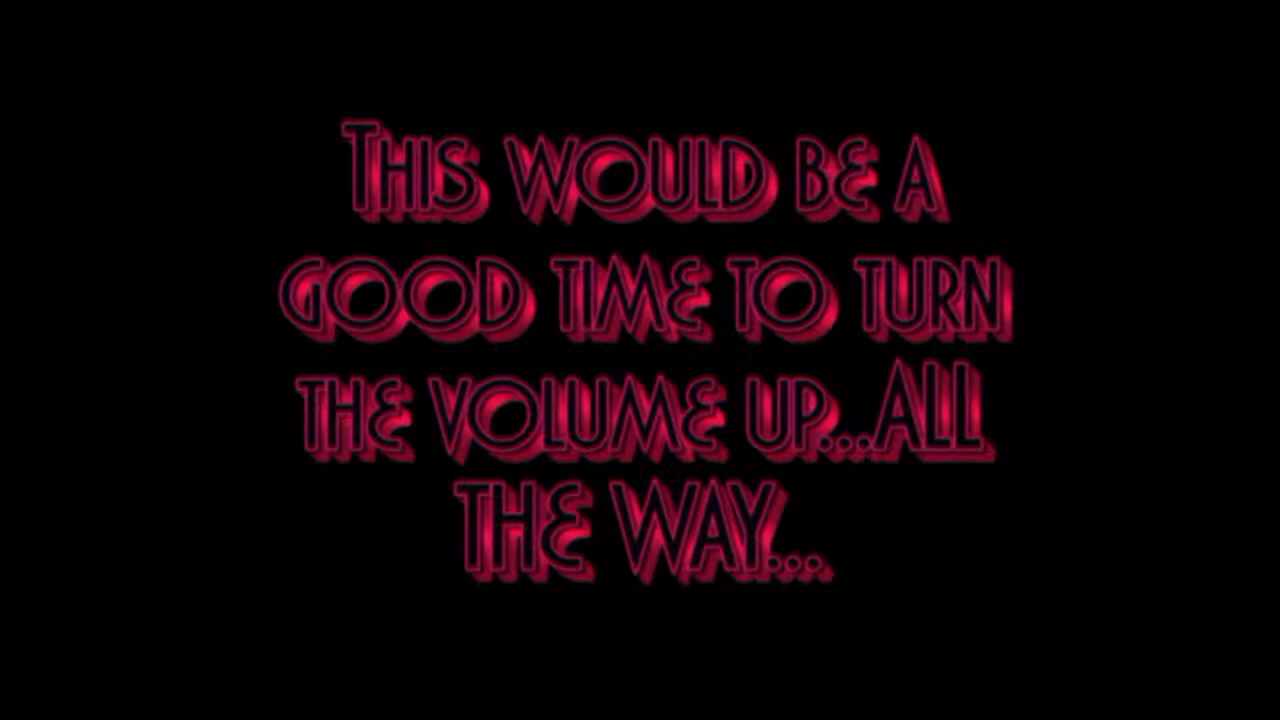 This would be a
good time to turn
the volume up...All
THE WAY...